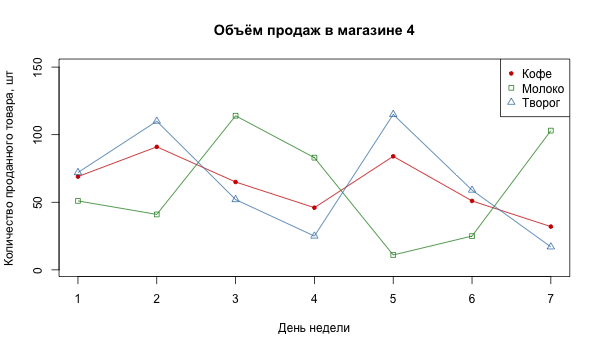 Объём продаж в магазине 4
Количество проданного товара, шт
150
100
50
0
Кофе
Молоко
Творог
1 2 3 4 5 6 7
День недели